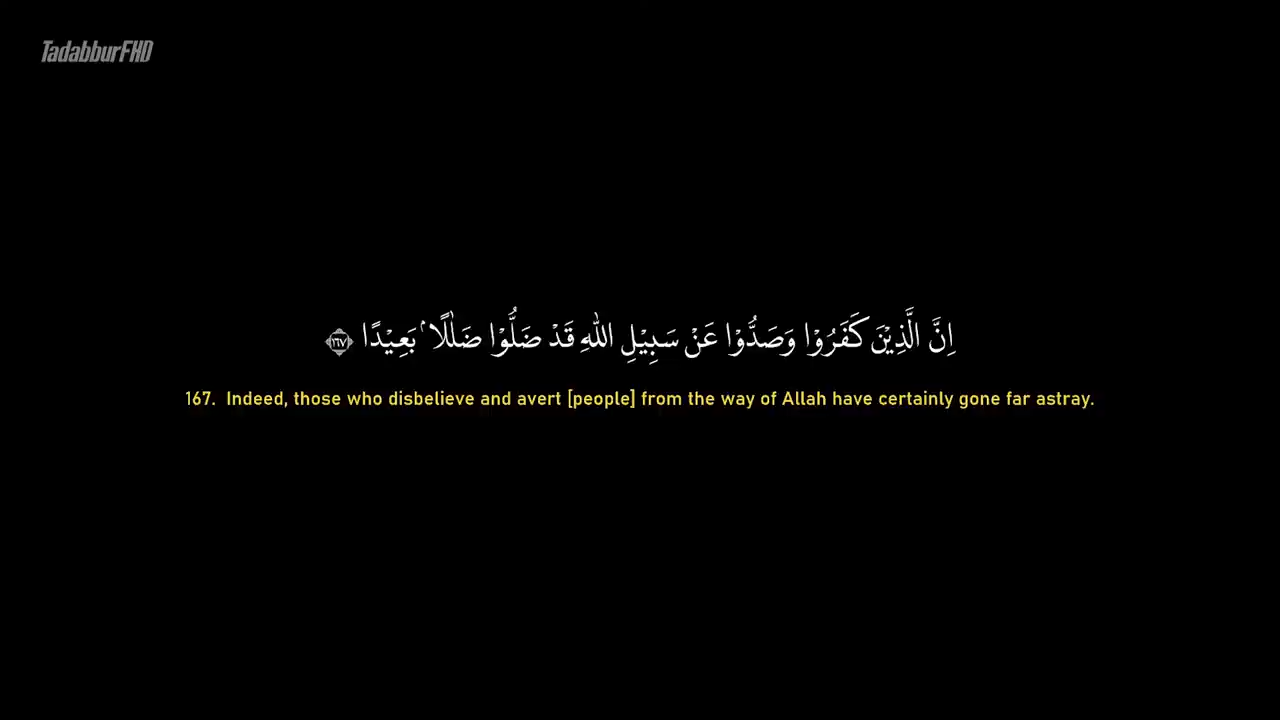 TadabburFHD
اِنَّ الَّذِيْنَ كَفَرُوْا وَصَدُّوْا عَنْ سَبِيْلِ اللّٰهِ قَدْ ضَلُّوْا ضَلٰلًا ۢ بَعِيْدًا ١٦٧
167. Indeed, those who disbelieve and avert [people] from the way of Allah have certainly gone far astray.